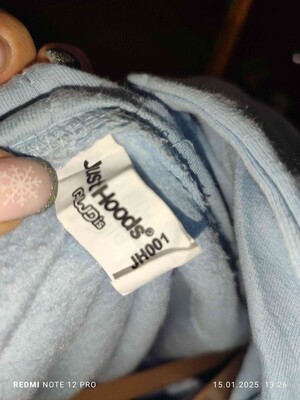 JustHoods®
AWDis
JH001
REDMI NOTE 12 PRO
15.01.2025 13:26